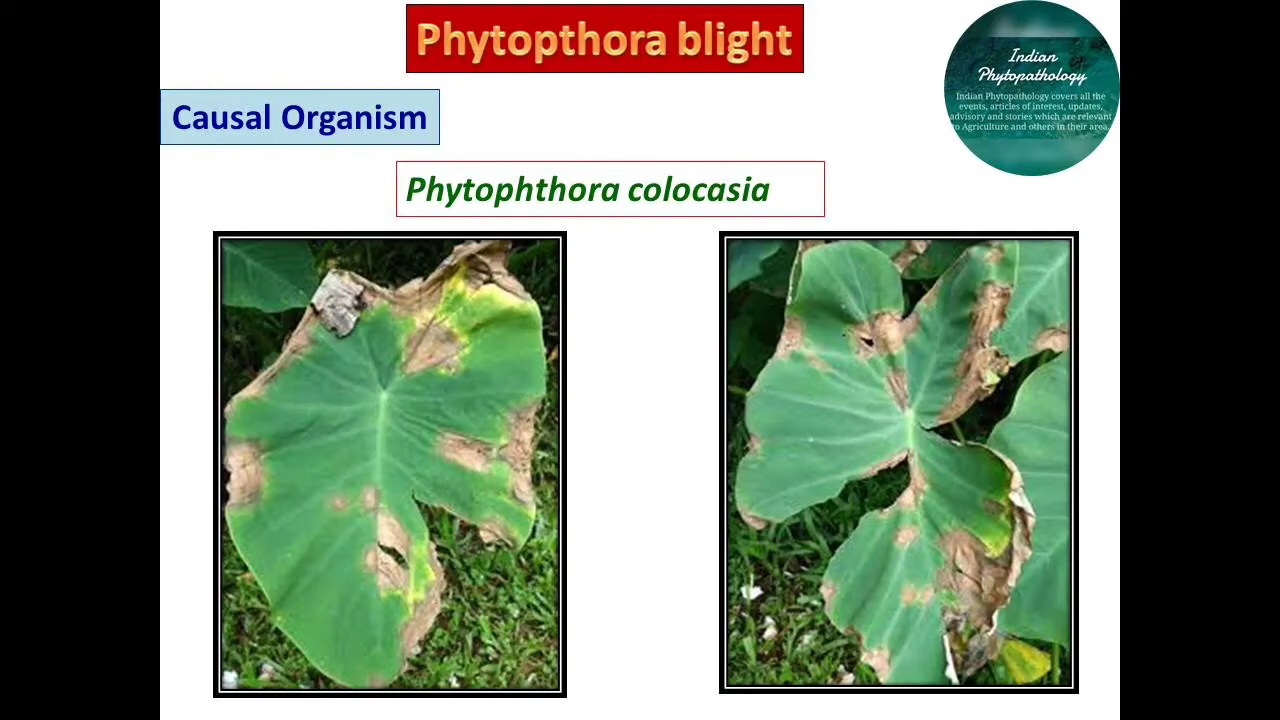 Phytopthora blight
Causal Organism
Phytophthora colocasia
Indian
Phytopathology
Indian Phytopathology covers all the
events, articles of interest, updates,
advisory and stories which are relevant
to Agriculture and others in their area.